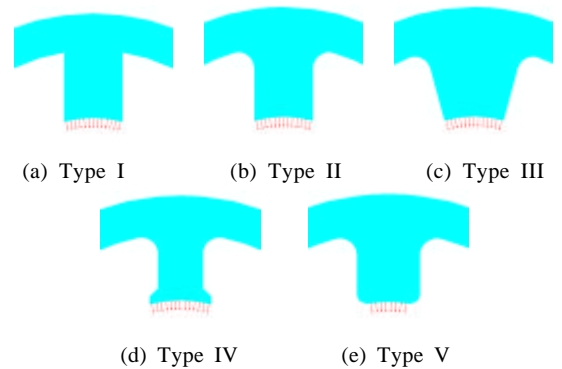 (a) Type I
(b) Type II
(c) Type III
(d) Type IV
(e) Type V